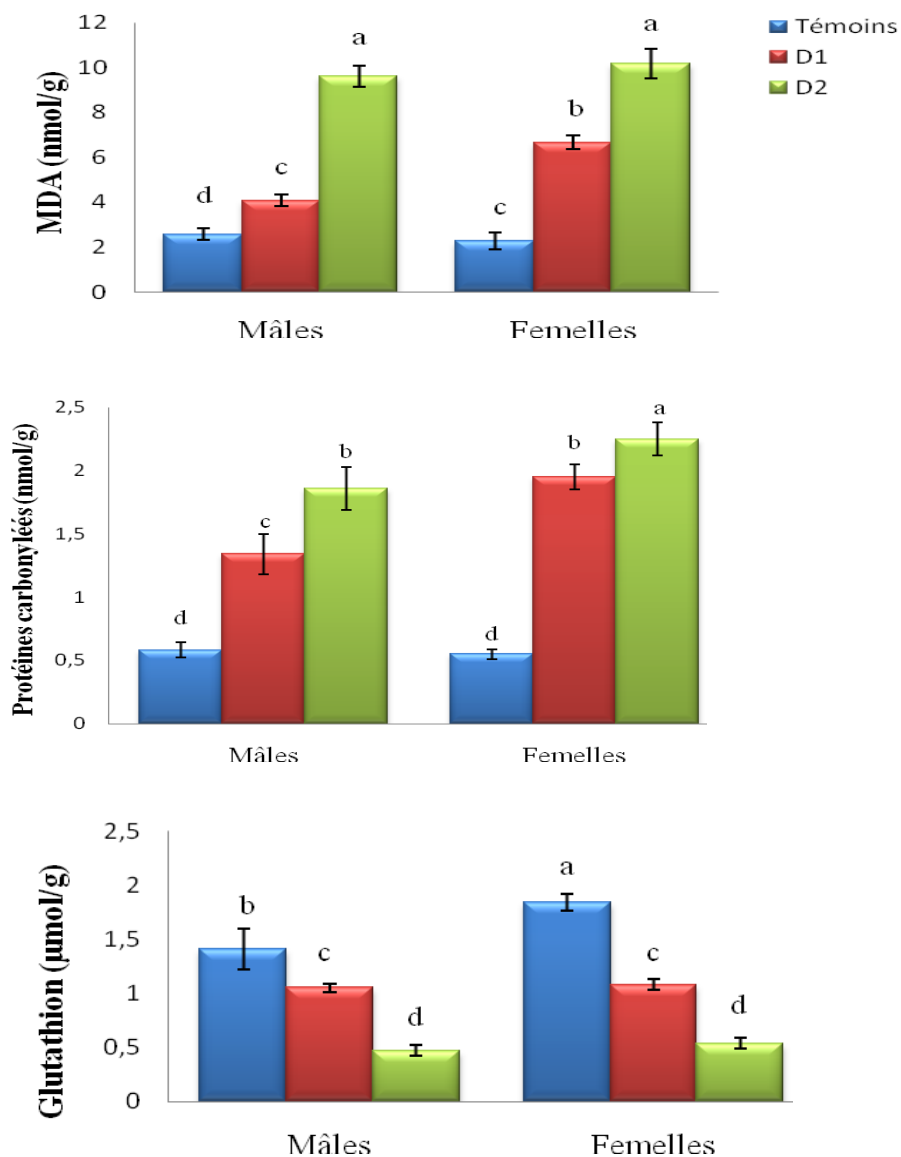 Témoins
D1
D2
MDA (nmol/g)
12
10
8
6
4
2
0
d
c
a
c
b
a
Mâles
Femelles
Protéines carbonyléés (nmol/g)
2,5
2
1,5
1
0,5
0
d
c
b
d
b
a
Mâles
Femelles
Glutathion (µmol/g)
2,5
2
1,5
1
0,5
0
b
c
d
a
c
d
Mâles
Femelles